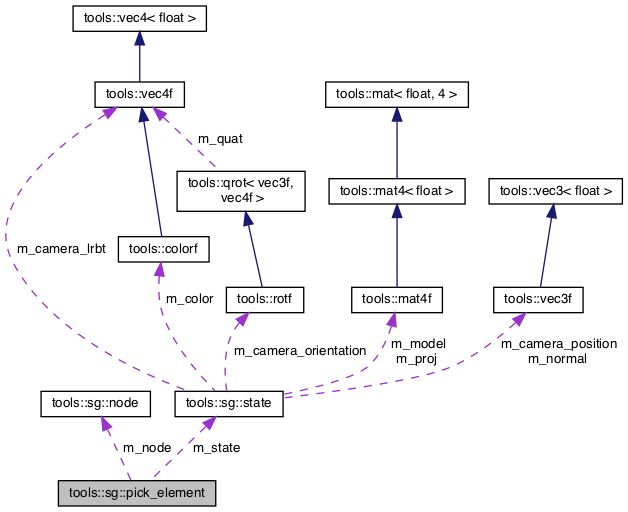 tools::vec4< float >
tools::vec4f
tools::mat< float, 4 >
m_quat
tools::qrot< vec3f,
vec4f >
tools::mat4< float >
tools::vec3< float >
m_camera_lrbt
tools::colorf
m_color
tools::rotf
tools::mat4f
tools::vec3f
m_camera_orientation
m_model
m_proj
m_camera_position
m_normal
tools::sg::node
tools::sg::state
m_node
m_state
tools::sg::pick_element